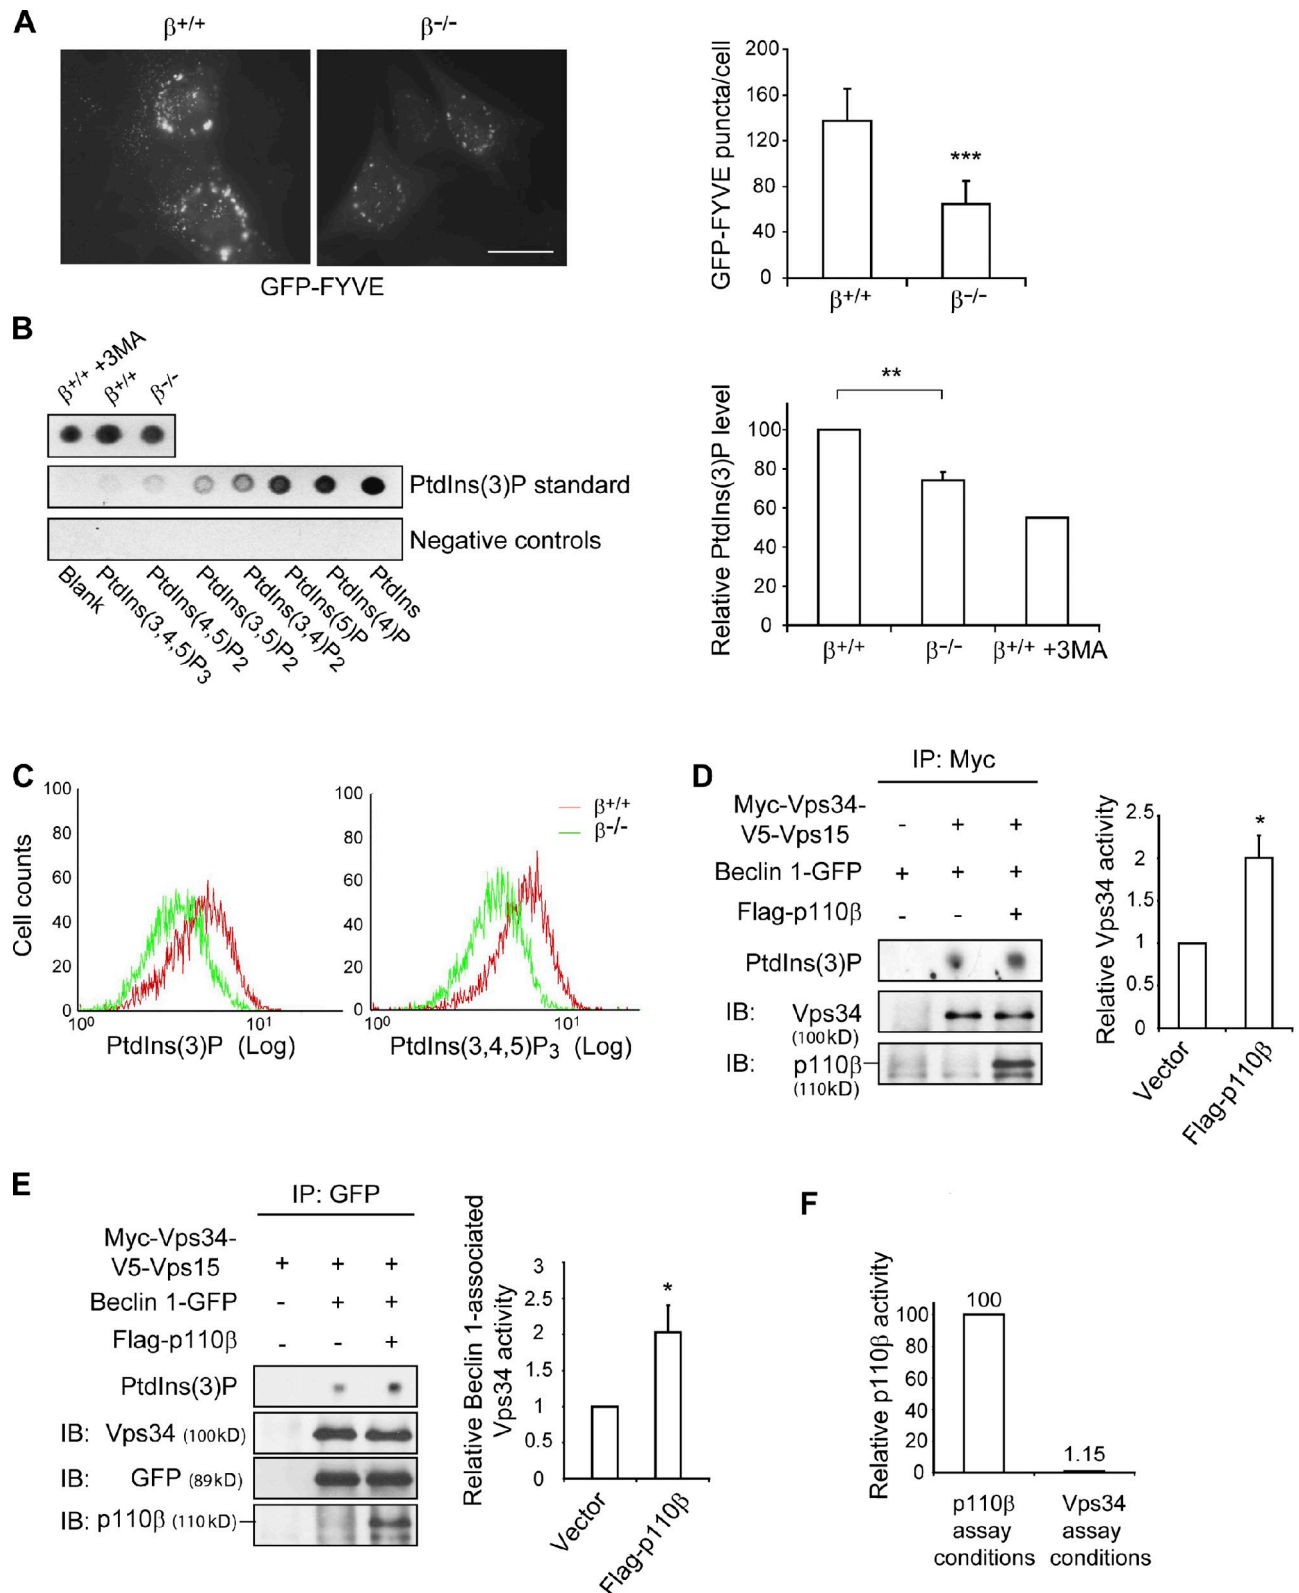 A
β+/+
β-/-
GFP-FYVE
GFP-FYVE puncta/cell
200
160
120
80
40
0
***
β+/+
β-/-
B
β+/+ +3MA
β+/+
β-/-
PtdIns(3)P standard
Negative controls
Blank
PtdIns(3,4,5)P3
PtdIns(4,5)P2
PtdIns(3,5)P2
PtdIns(3,4)P2
PtdIns(5)P
PtdIns(4)P
PtdIns
Relative PtdIns(3)P level
100
80
60
40
20
0
**
β+/+
β-/-
β+/+ +3MA
C
Cell counts
100
80
60
40
20
0
10⁰
10¹
PtdIns(3)P (Log)
100
80
60
40
20
0
β+/+
β-/-
10⁰
10¹
PtdIns(3,4,5)P₃ (Log)
D
IP: Myc
Myc-Vps34-
V5-Vps15
- + +
Beclin 1-GFP + + +
Flag-p110β - - +
PtdIns(3)P
IB: Vps34
(100kD)
IB: p110β
(110kD)
Relative Vps34 activity
2.5
2
1.5
1
0.5
0
*
Vector
Flag-p110β
E
IP: GFP
Myc-Vps34-
V5-Vps15 + + +
Beclin 1-GFP - + +
Flag-p110β - - +
PtdIns(3)P
IB: Vps34 (100kD)
IB: GFP (89kD)
IB: p110β (110kD)
Relative Beclin 1-associated
Vps34 activity
3
2.5
2
1.5
1
0.5
0
*
Vector
Flag-p110β
F
Relative p110β activity
100
80
60
40
20
0
100
1.15
p110β
assay
conditions
Vps34
assay
conditions